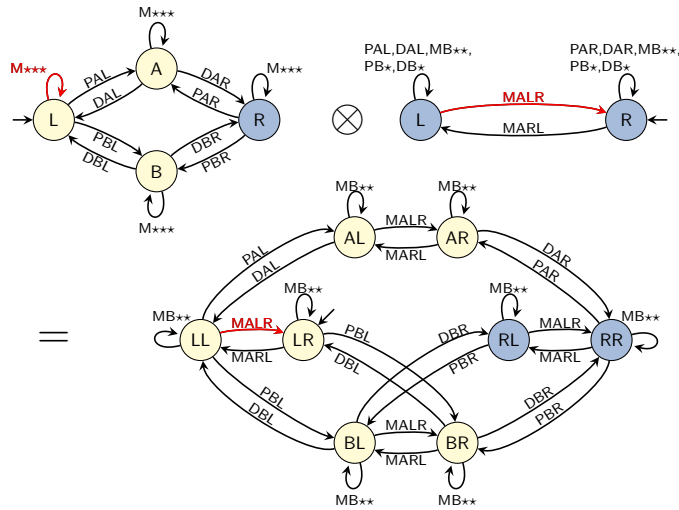 M⋆⋆⋆
M⋆⋆⋆
PAL
DAL
A
DAR
PAR
M⋆⋆⋆
L
R
PBL
DBL
B
DBR
PBR
M⋆⋆⋆
⊗
PAL,DAL,MB⋆⋆,
PB⋆,DB⋆
PAR,DAR,MB⋆⋆,
PB⋆,DB⋆
L
MALR
R
MARL
=
MB⋆⋆
MB⋆⋆
AL
MALR
MARL
AR
PAL
DAL
DAR
PAR
MB⋆⋆
MB⋆⋆
MB⋆⋆
MB⋆⋆
LL
MALR
MARL
LR
PBL
DBL
DBR
PBR
RL
MALR
MARL
RR
PBL
DBL
DBR
PBR
BL
MALR
MARL
BR
MB⋆⋆
MB⋆⋆